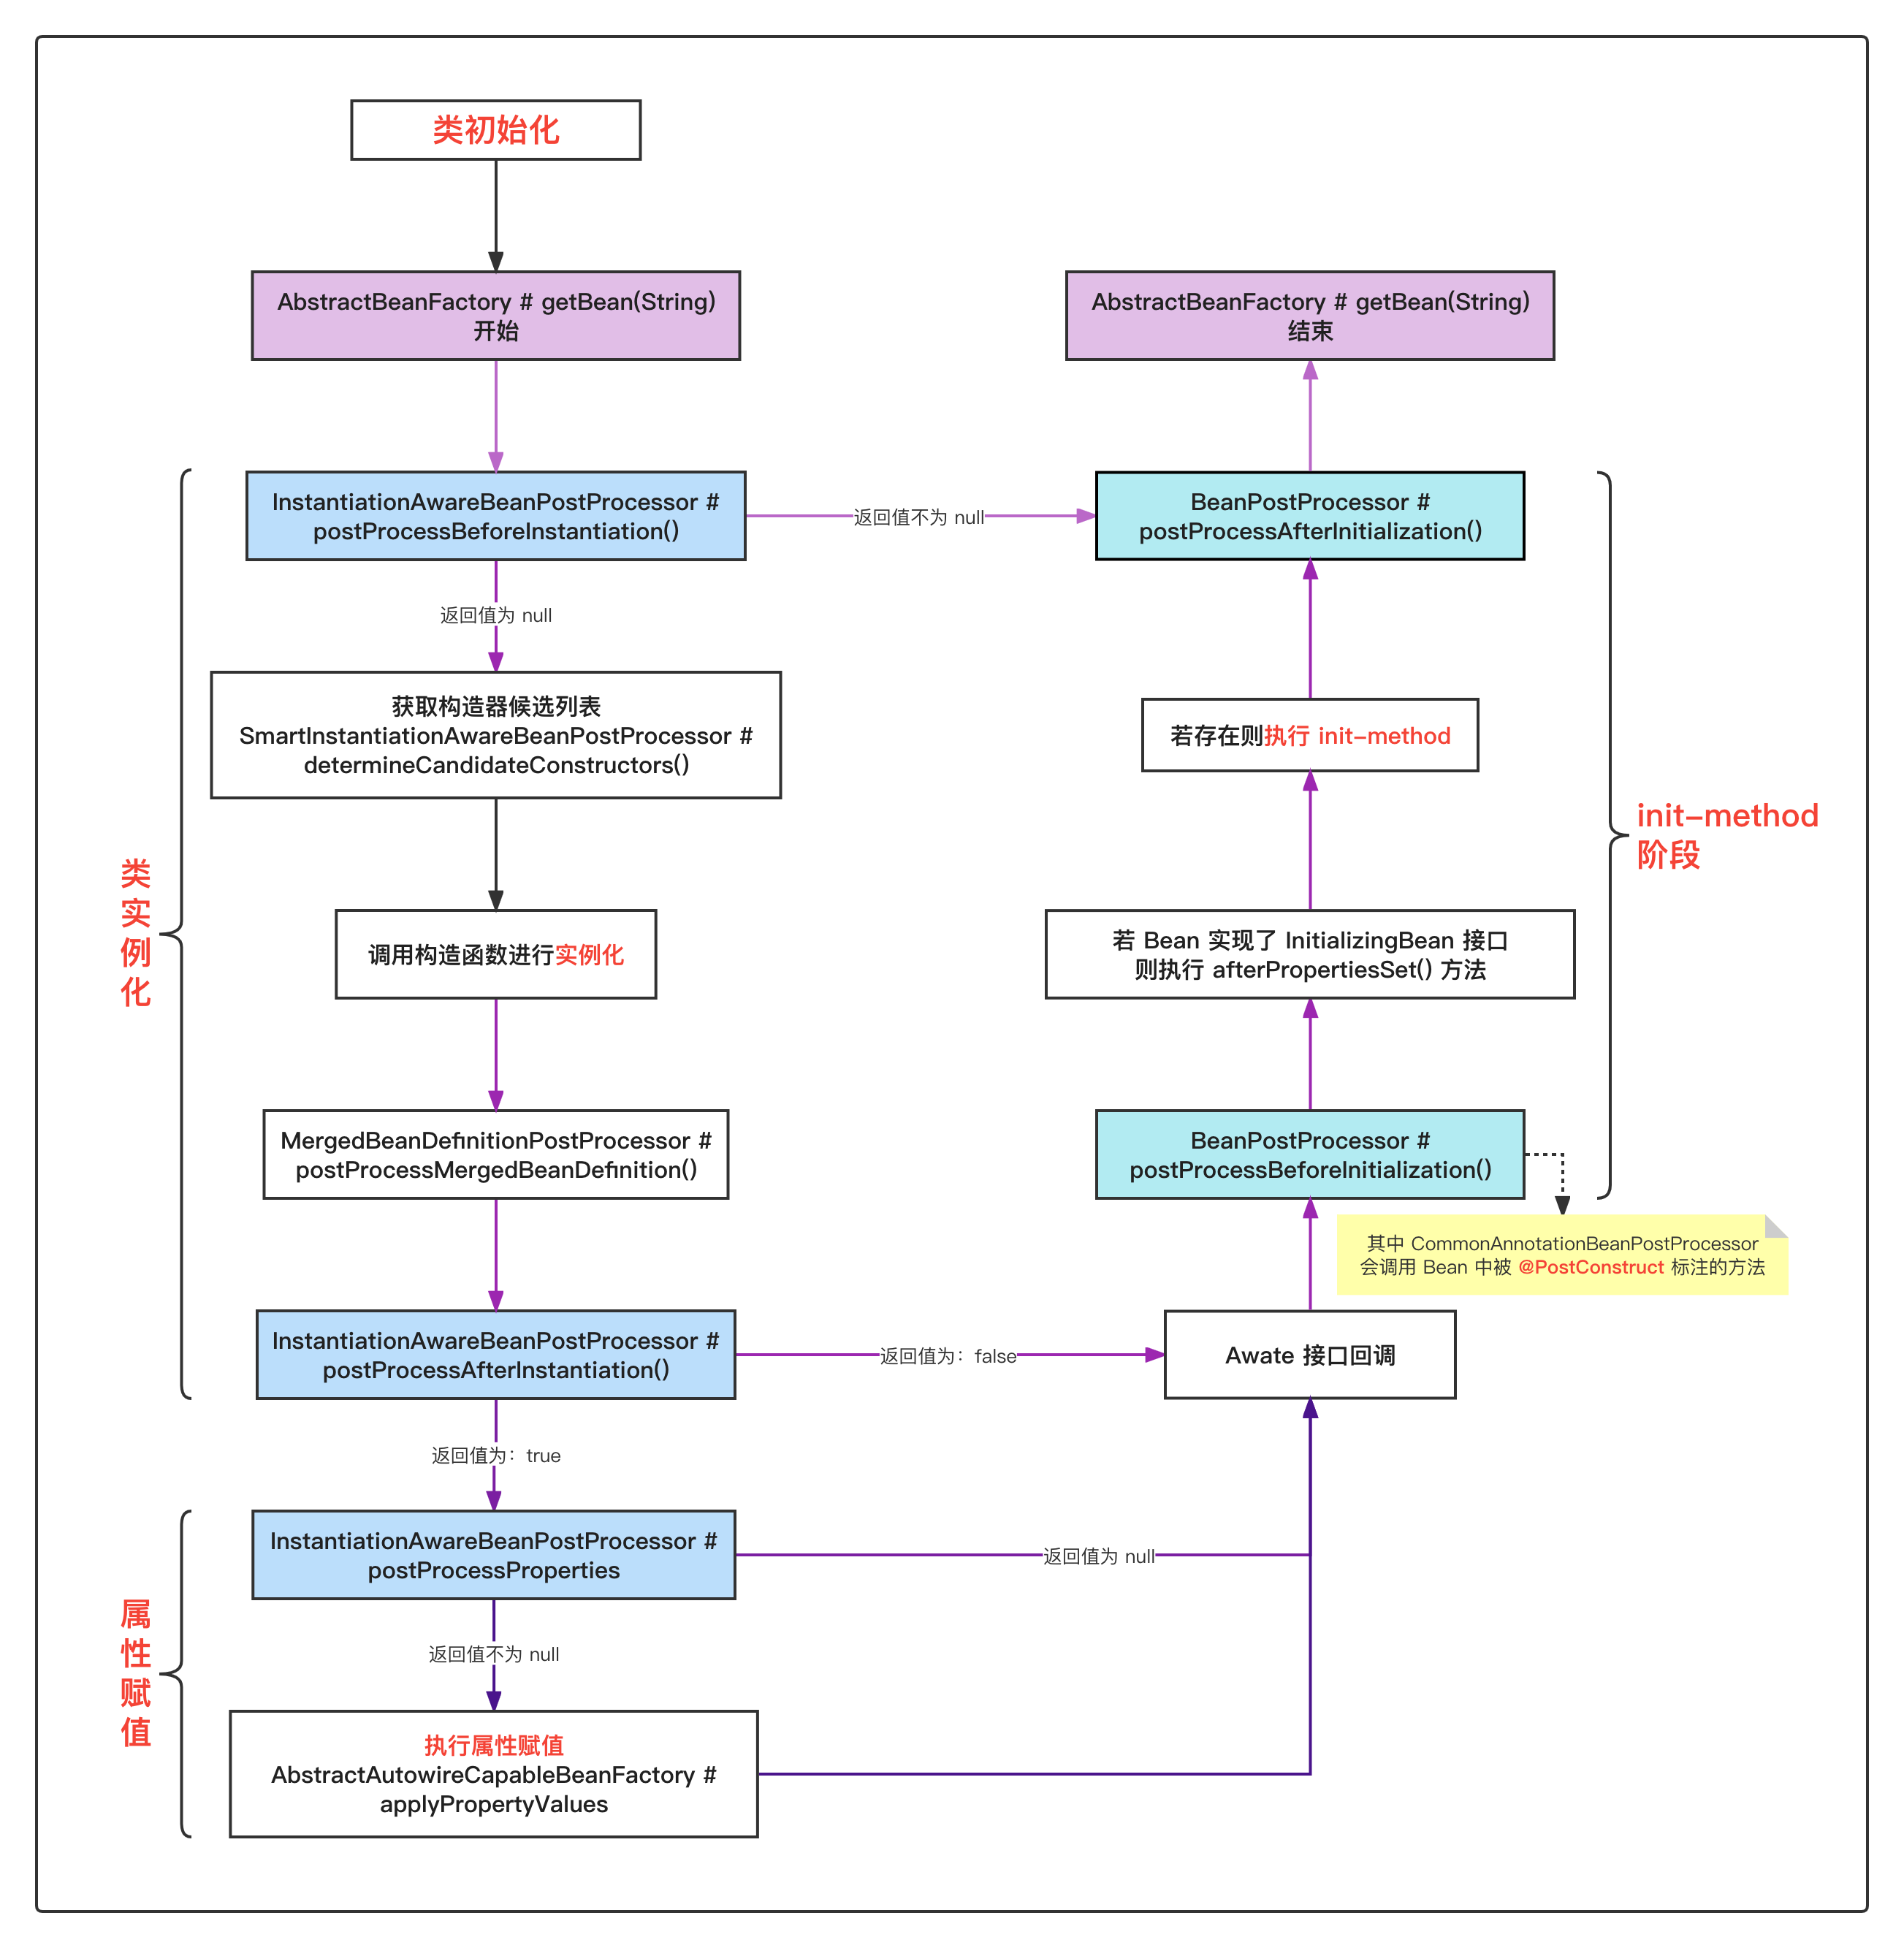 类初始化
AbstractBeanFactory # getBean(String)
开始
AbstractBeanFactory # getBean(String)
结束
InstantiationAwareBeanPostProcessor #
postProcessBeforeInstantiation()
返回值不为 null
BeanPostProcessor #
postProcessAfterInitialization()
返回值为 null
获取构造器候选列表
SmartInstantiationAwareBeanPostProcessor #
determineCandidateConstructors()
若存在则执行 init-method
init-method
阶段
类
实
例
化
调用构造函数进行实例化
若 Bean 实现了 InitializingBean 接口
则执行 afterPropertiesSet() 方法
MergedBeanDefinitionPostProcessor #
postProcessMergedBeanDefinition()
BeanPostProcessor #
postProcessBeforeInitialization()
其中 CommonAnnotationBeanPostProcessor
会调用 Bean 中被 @PostConstruct 标注的方法
InstantiationAwareBeanPostProcessor #
postProcessAfterInstantiation()
返回值为：false
Awate 接口回调
返回值为：true
InstantiationAwareBeanPostProcessor #
postProcessProperties
返回值为 null
属
性
赋
值
返回值不为 null
执行属性赋值
AbstractAutowireCapableBeanFactory #
applyPropertyValues